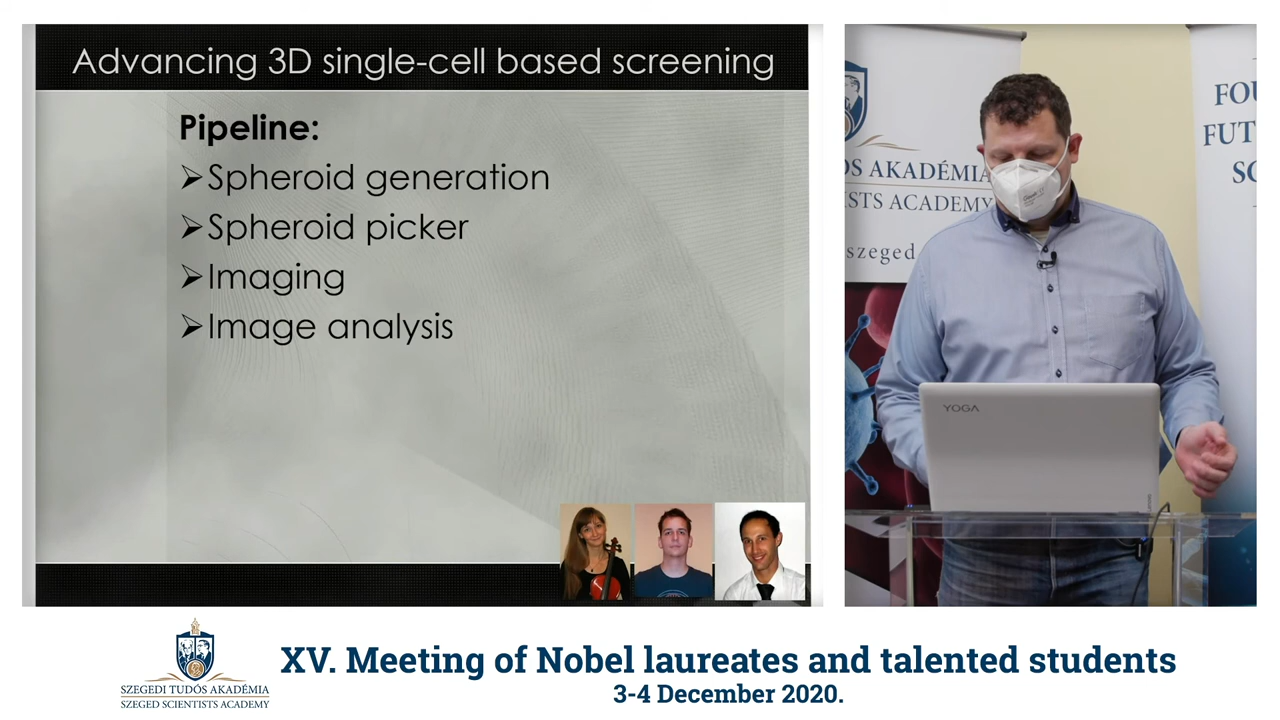 Advancing 3D single-cell based screening
Pipeline:
➢Spheroid generation
➢Spheroid picker
➢Imaging
➢Image analysis
ÓS AKADÉMIA
ISTS ACADEMY
szeged
FOU
FUT
SC
YOGA
SZEGEDI TUDÓS AKADÉMIA
SZEGED SCIENTISTS ACADEMY
XV. Meeting of Nobel laureates and talented students
3-4 December 2020.